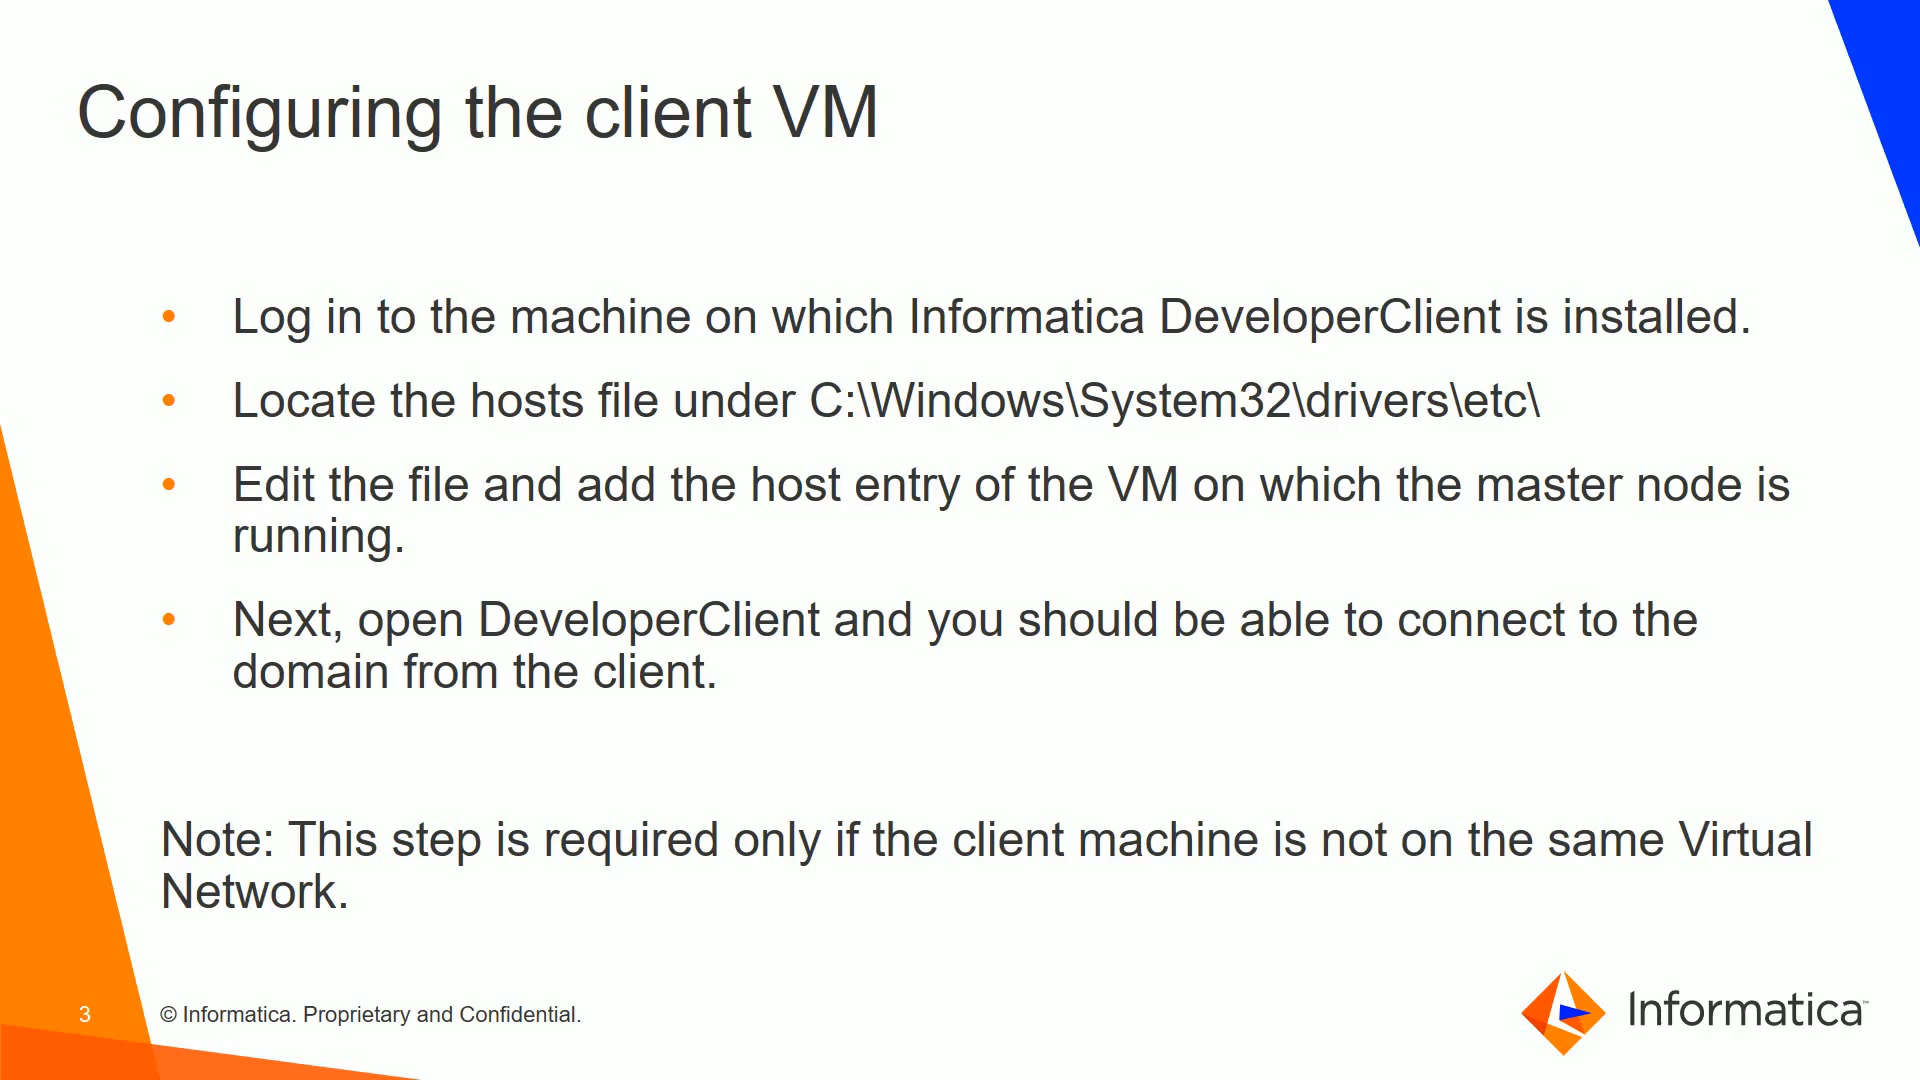 Configuring the client VM
• Log in to the machine on which Informatica DeveloperClient is installed.
• Locate the hosts file under C:\Windows\System32\drivers\etc\
• Edit the file and add the host entry of the VM on which the master node is
running.
• Next, open DeveloperClient and you should be able to connect to the
domain from the client.
Note: This step is required only if the client machine is not on the same Virtual
Network.
3 © Informatica. Proprietary and Confidential.
Informatica™